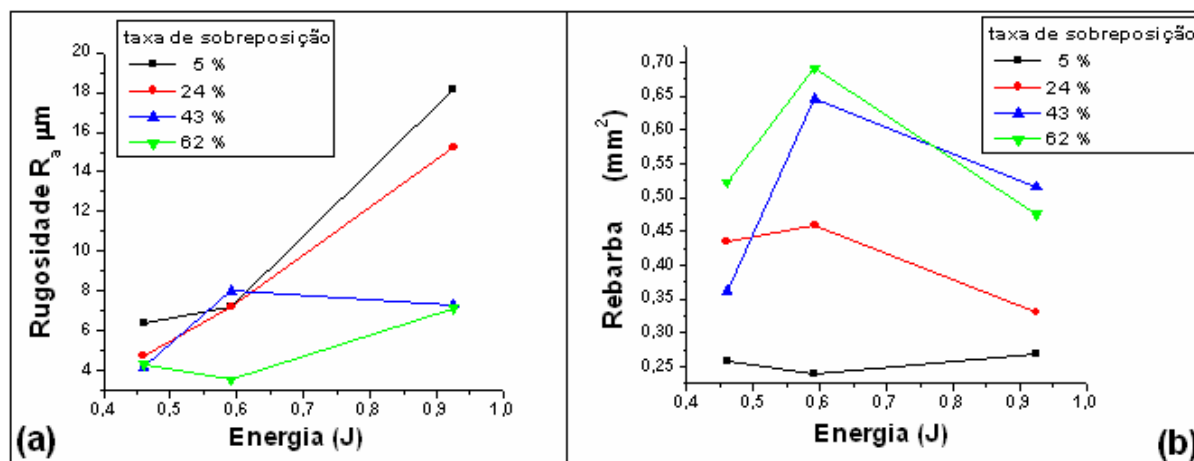 taxa de sobreposição
5 %
24 %
43 %
62 %
Rugosidade Ra µm
20
18
16
14
12
10
8
6
4
0,4 0,5 0,6 0,7 0,8 0,9 1,0
Energia (J)
(a)
taxa de sobreposição
5 %
24 %
43 %
62 %
Rebarba (mm²)
0,70
0,65
0,60
0,55
0,50
0,45
0,40
0,35
0,30
0,25
0,4 0,5 0,6 0,7 0,8 0,9 1,0
Energia (J)
(b)